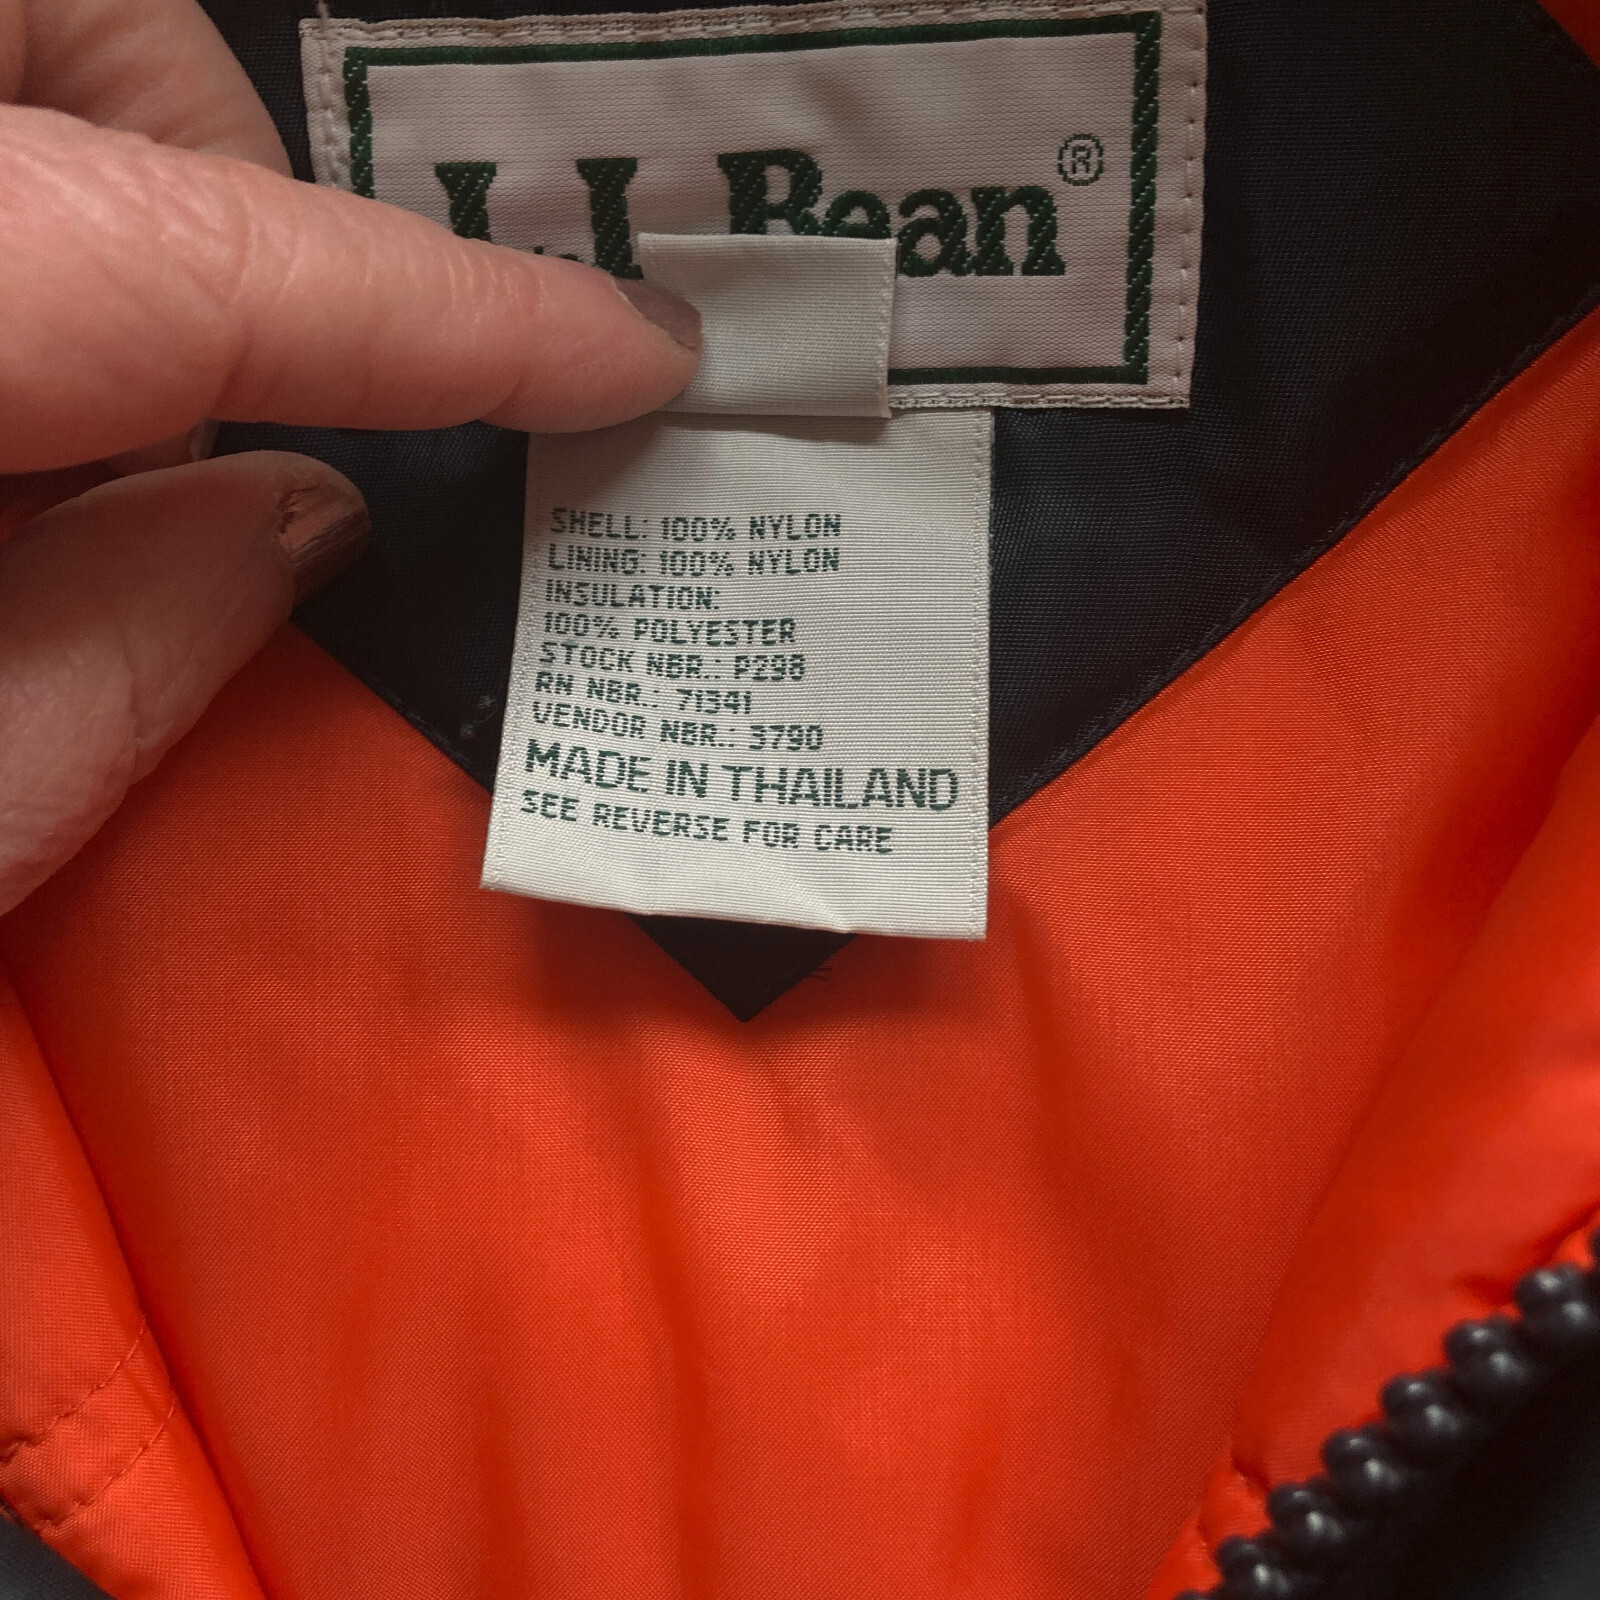 L.L.Bean®
SHELL: 100% NYLON
LINING: 100% NYLON
INSULATION:
100% POLYESTER
STOCK NBR.: P298
RN NBR.: 71341
VENDOR NBR.: 3790
MADE IN THAILAND
SEE REVERSE FOR CARE